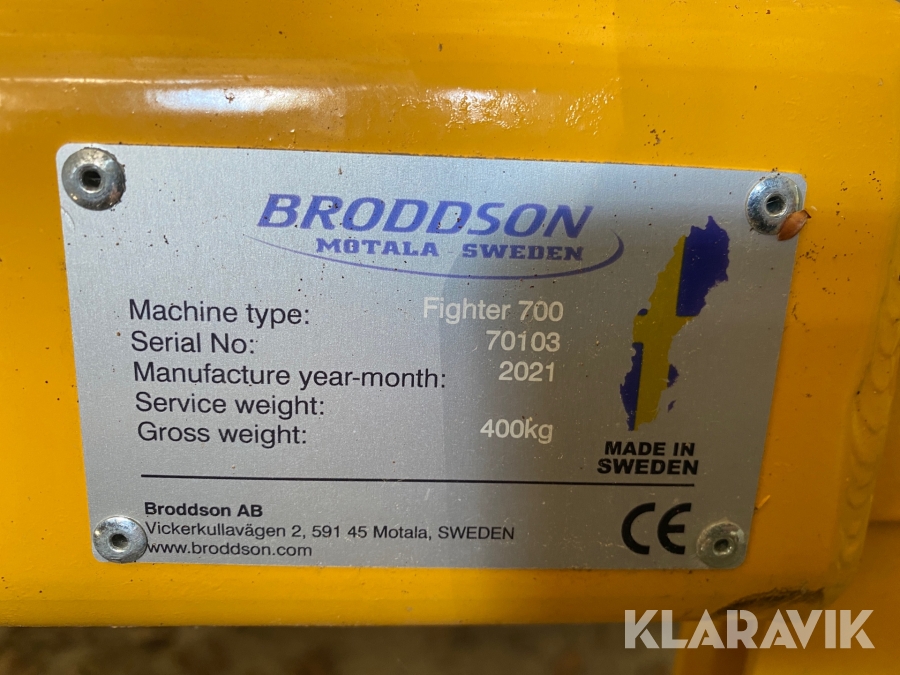 BRODDSON
MOTALA SWEDEN
Machine type: Fighter 700
Serial No: 70103
Manufacture year-month: 2021
Service weight:
Gross weight: 400kg
MADE IN
SWEDEN
Broddson AB
Vickerkullavägen 2, 591 45 Motala, SWEDEN
www.broddson.com
CE
KLARAVIK